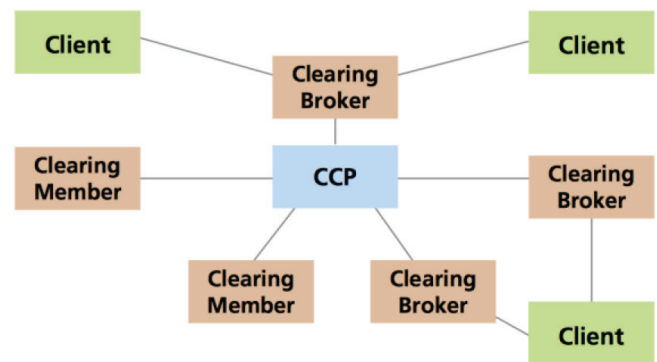 Client
Client
Clearing
Broker
Clearing
Member
CCP
Clearing
Broker
Clearing
Member
Clearing
Broker
Client